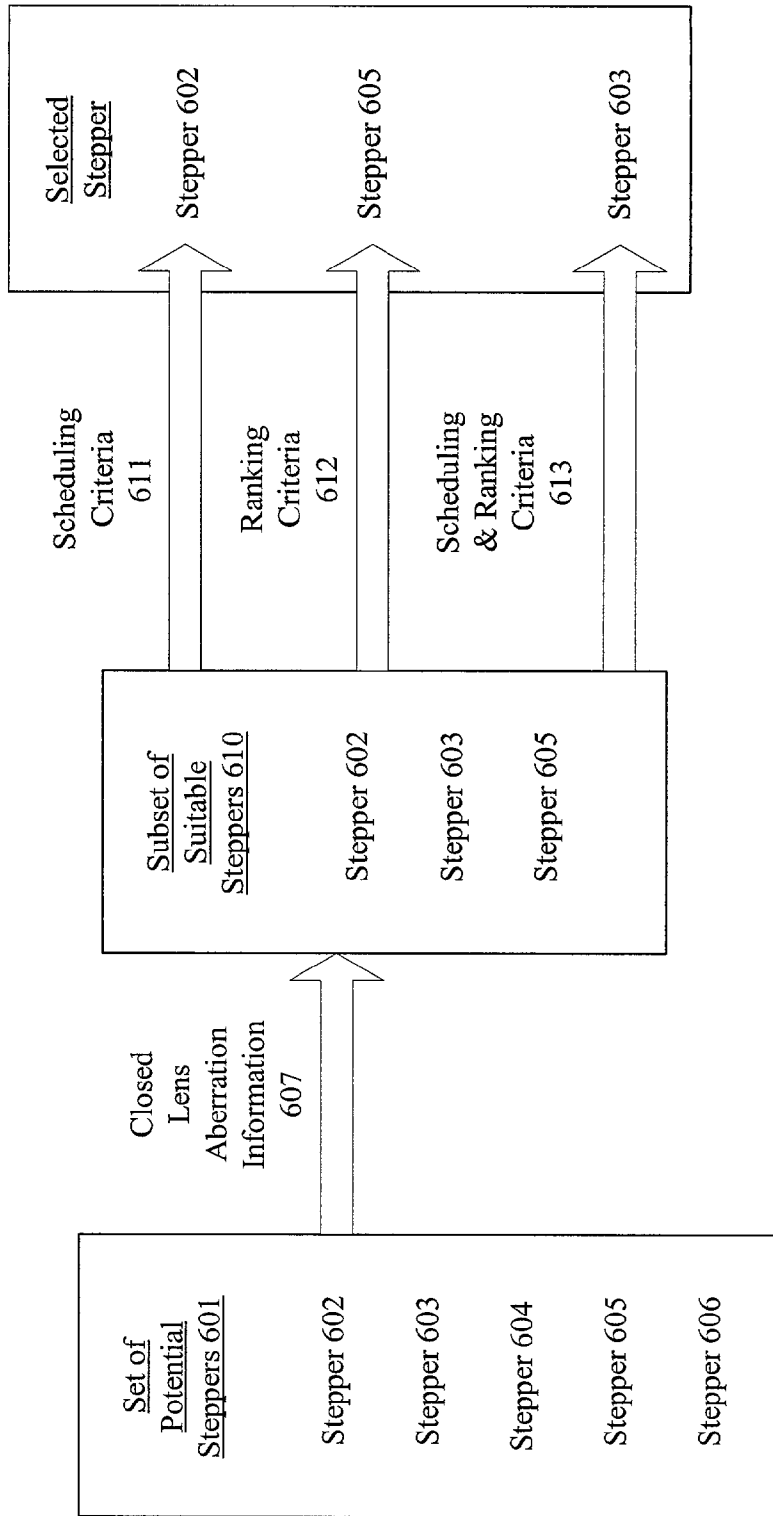 Set of
Potential
Steppers 601
Stepper 602
Stepper 603
Stepper 604
Stepper 605
Stepper 606
Closed
Lens
Aberration
Information
607
Subset of
Suitable
Steppers 610
Stepper 602
Stepper 603
Stepper 605
Scheduling
Criteria
611
Ranking
Criteria
612
Scheduling
& Ranking
Criteria
613
Selected
Stepper
Stepper 602
Stepper 605
Stepper 603